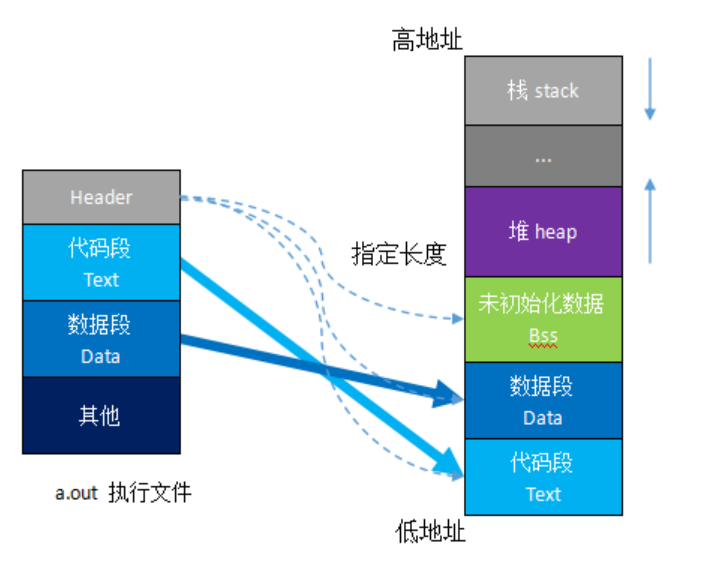 高地址
栈 stack
...
堆 heap
未初始化数据
Bss
数据段
Data
代码段
Text
低地址
指定长度
Header
代码段
Text
数据段
Data
其他
a.out 执行文件